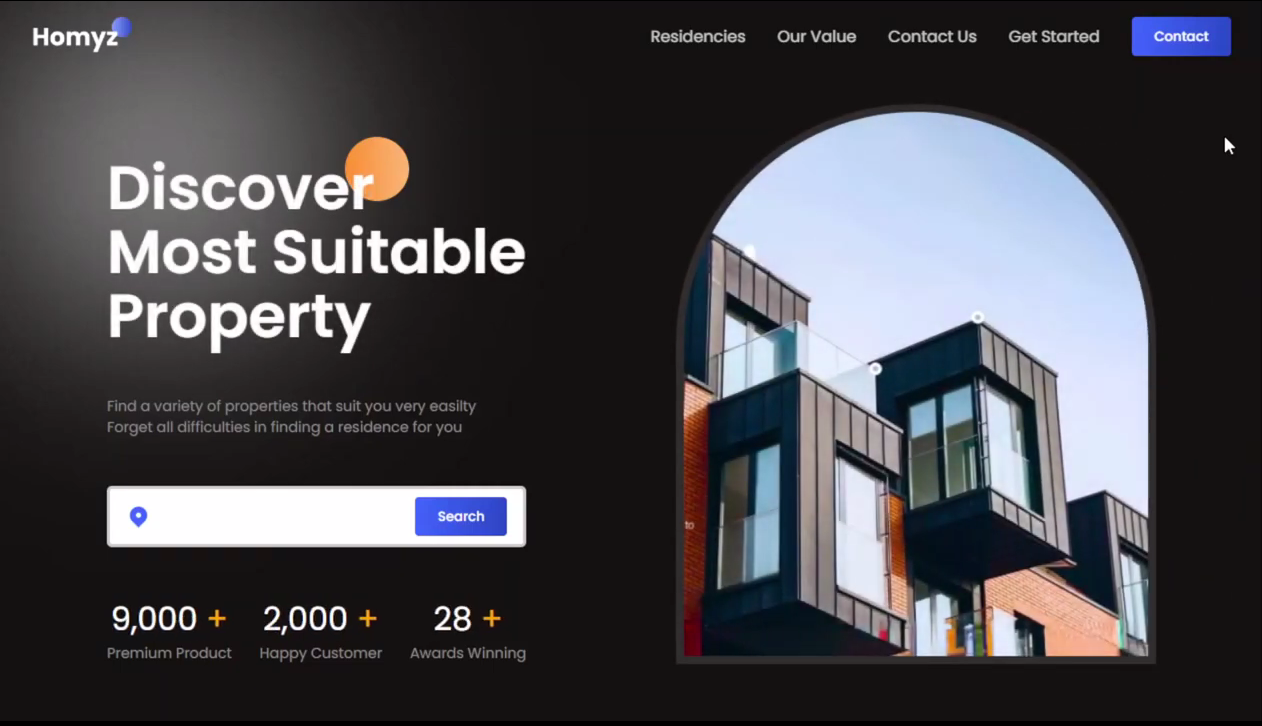 Homyz
Residencies Our Value Contact Us Get Started Contact
Discover
Most Suitable
Property
Find a variety of properties that suit you very easilty
Forget all difficulties in finding a residence for you
Search
to
9,000 + 2,000 + 28 +
Premium Product Happy Customer Awards Winning